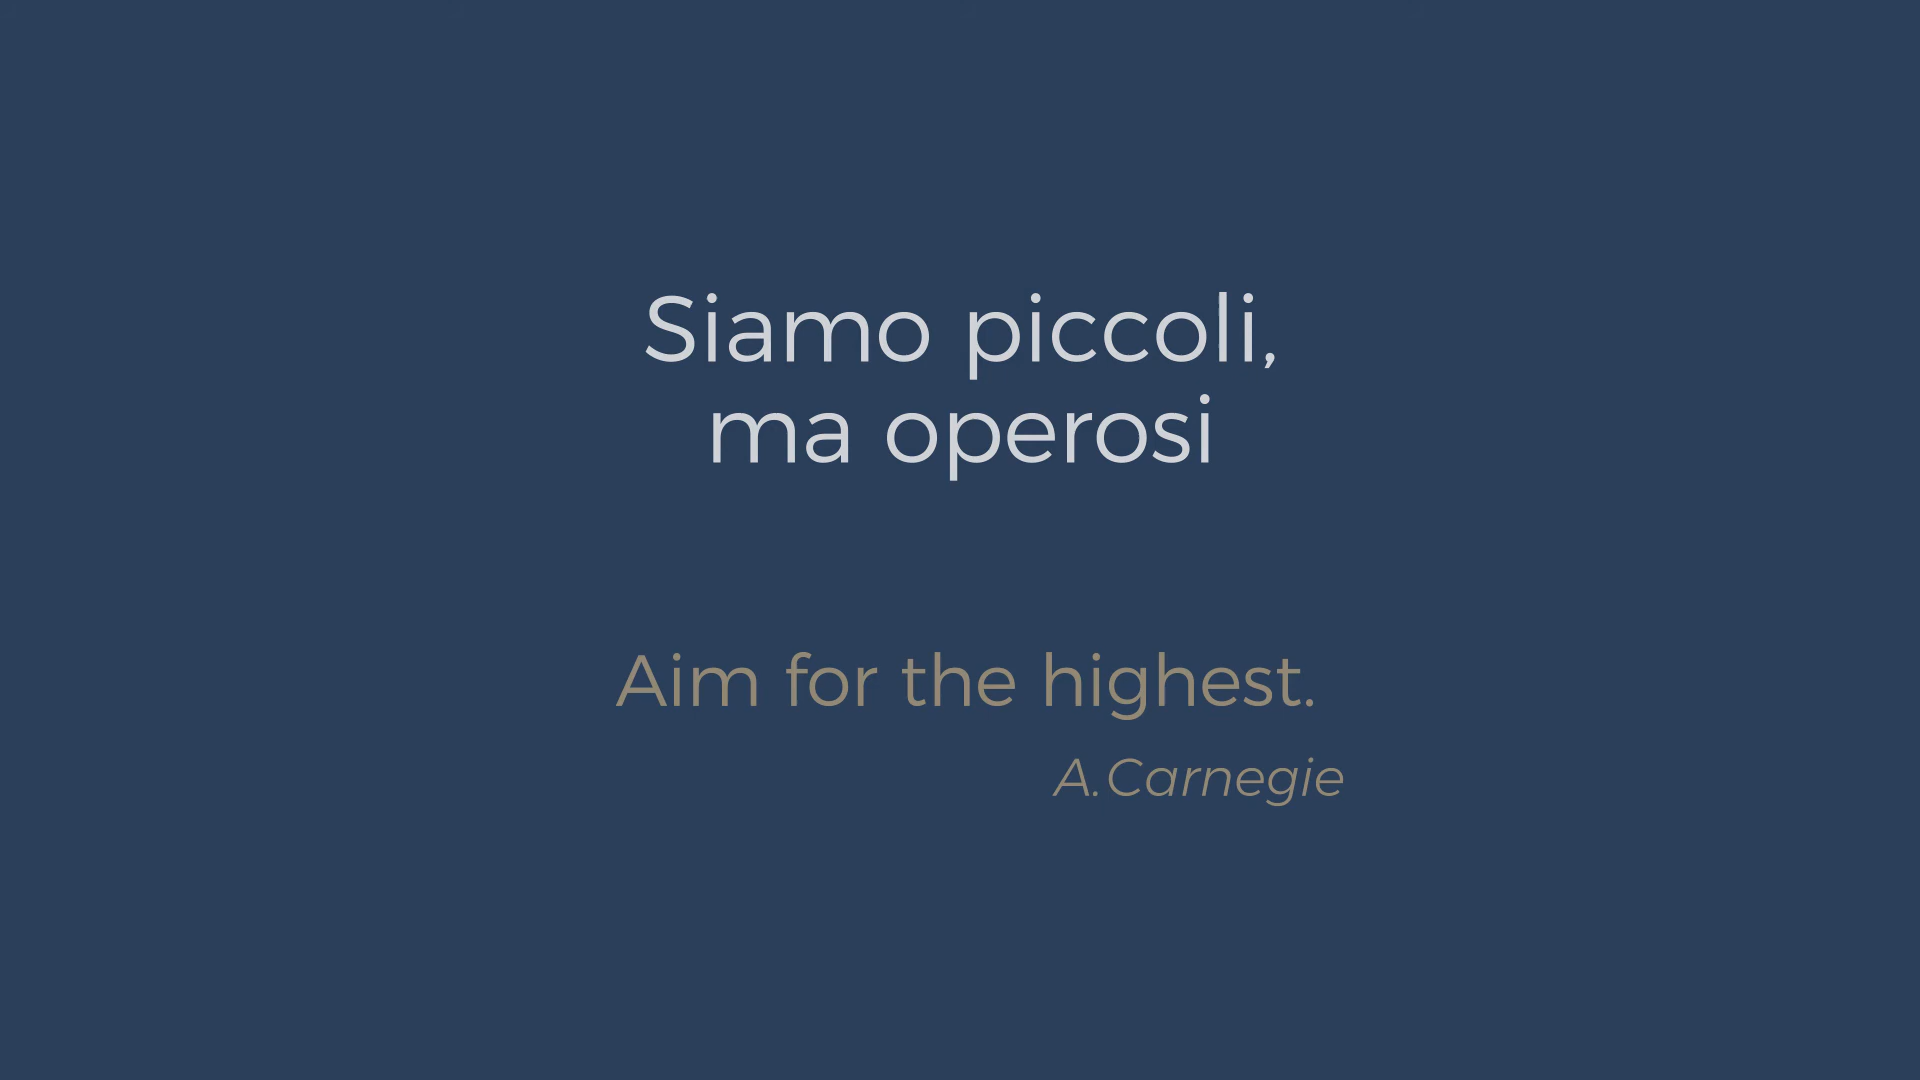 Siamo piccoli,
ma operosi
Aim for the highest.
A.Carnegie